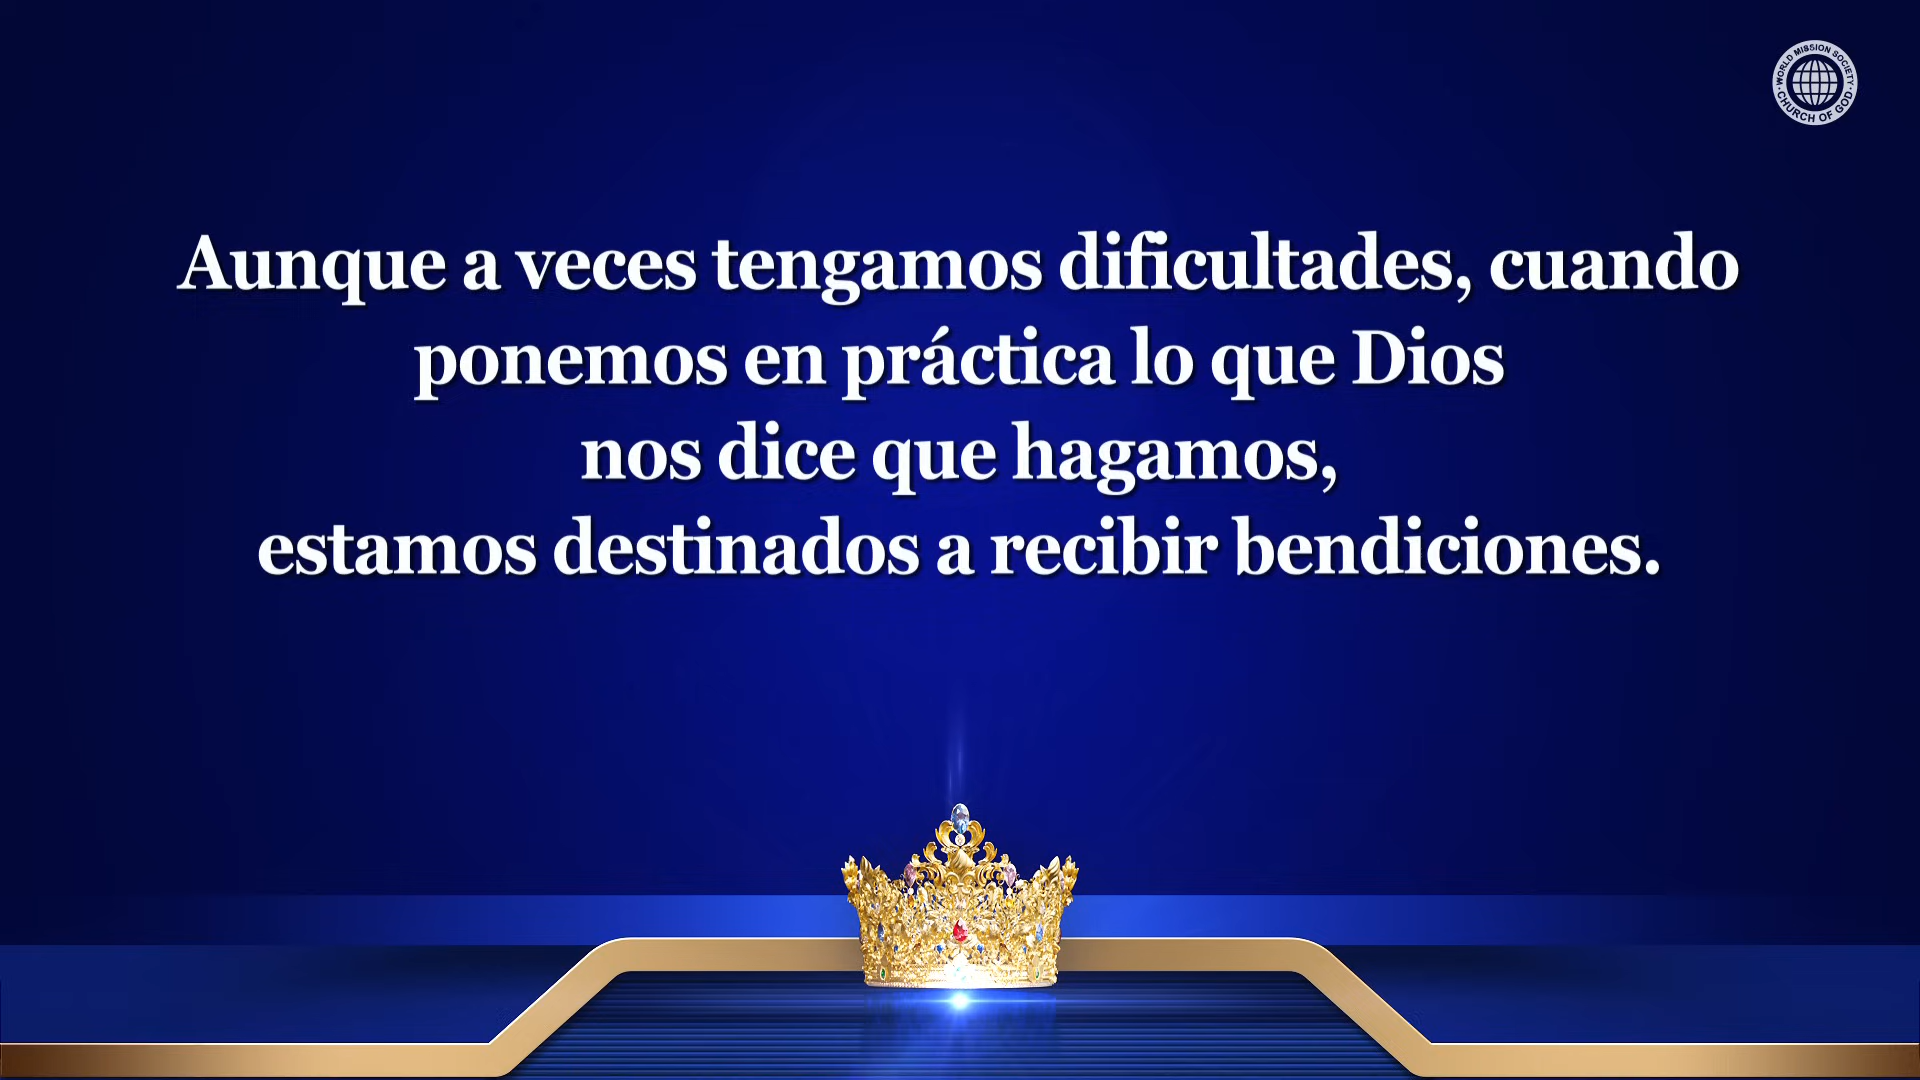 WORLD MISSION SOCIETY
CHURCH OF GOD
Aunque a veces tengamos dificultades, cuando
ponemos en práctica lo que Dios
nos dice que hagamos,
estamos destinados a recibir bendiciones.